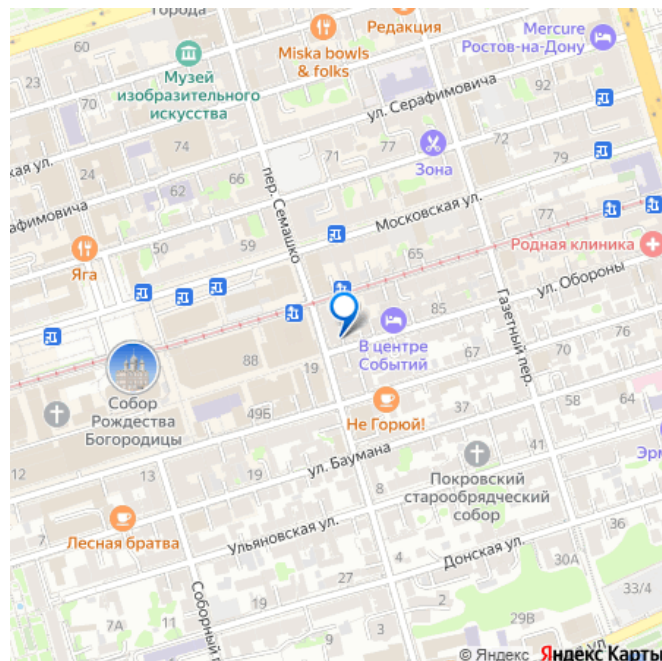 города
60
Miska bowls
& folks
Редакция
Mercure
Ростов-на-Дону
23
Музей
изобразительного
искусства
70
ул. Серафимовича
92
74
71
77
72
Зона
79
кая ул.
66
62
пер. Семашко
афимовича
Московская ул.
77
50
59
65
Родная клиника
Яга
ул. Обороны
85
Газетный пер.
В центре
Событий
76
88
19
67
70
Собор
Рождества
Богородицы
49Б
Не Горюй!
37
58
64
41
Эрм
12
13
19
ул. Баумана
8
Покровский
старообрядческий
собор
Лесная братва
Ульяновская ул.
36
4
Донская ул.
27
30А
33/4
7А
11
Соборный п
19
3
9
29В
ул
© Яндекс Яндекс Карты